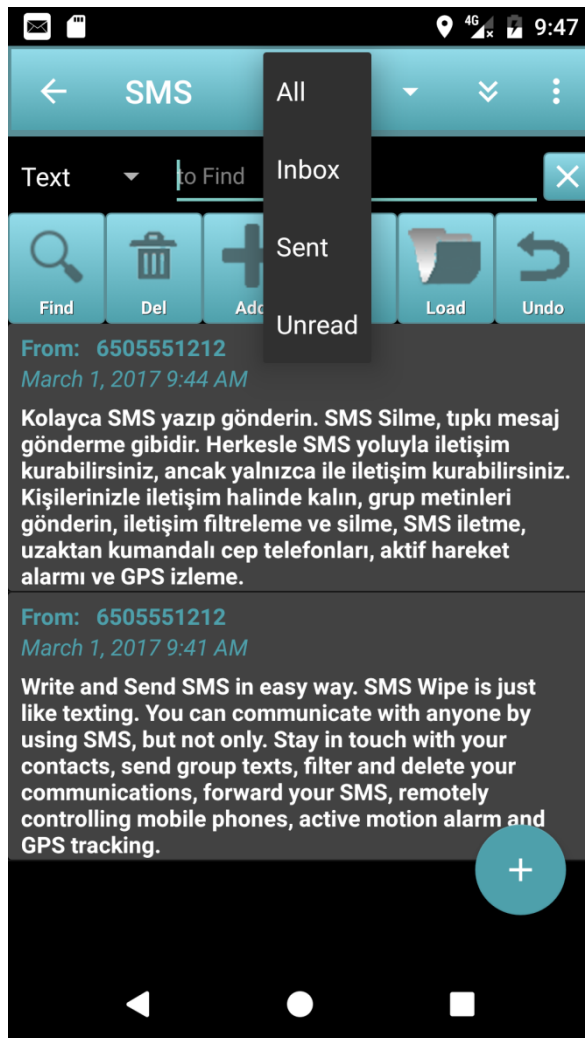 4G
9:47
SMS
All
Inbox
Sent
Unread
Text
to Find
Find
Del
Add
Load
Undo
From: 6505551212
March 1, 2017 9:44 AM
Kolayca SMS yazıp gönderin. SMS Silme, tıpkı mesaj
gönderme gibidir. Herkesle SMS yoluyla iletişim
kurabilirsiniz, ancak yalnızca ile iletişim kurabilirsiniz.
Kişilerinizle iletişim halinde kalın, grup metinleri
gönderin, iletişim filtreleme ve silme, SMS iletme,
uzaktan kumandalı cep telefonları, aktif hareket
alarmı ve GPS izleme.
From: 6505551212
March 1, 2017 9:41 AM
Write and Send SMS in easy way. SMS Wipe is just
like texting. You can communicate with anyone by
using SMS, but not only. Stay in touch with your
contacts, send group texts, filter and delete your
communications, forward your SMS, remotely
controlling mobile phones, active motion alarm and
GPS tracking.